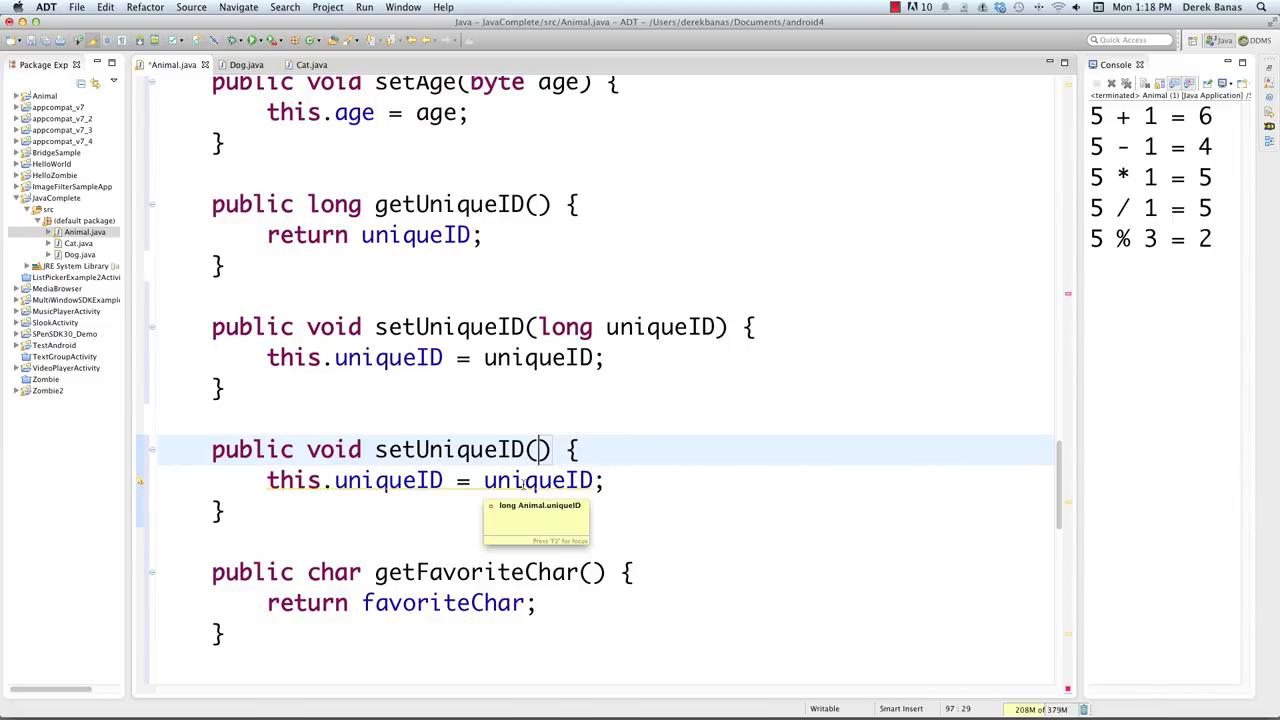 ADT File Edit Refactor Source Navigate Search Project Run Window Help 10 Mon 1:18 PM Derek Banas
Java – JavaComplete/src/Animal.java – ADT – /Users/derekbanas/Documents/android4
Quick Access Java DDMS
Package Exp
Animal
appcompat_v7
appcompat_v7_2
appcompat_v7_3
appcompat_v7_4
BridgeSample
HelloWorld
HelloZombie
ImageFilterSampleApp
JavaComplete
src
(default package)
Animal.java
Cat.java
Dog.java
JRE System Library [ja
ListPickerExample2Activi
MediaBrowser
MultiWindowSDKExample
MusicPlayerActivity
SlookActivity
SPenSDK30_Demo
TestAndroid
TextGroupActivity
VideoPlayerActivity
Zombie
Zombie2
*Animal.java Dog.java Cat.java
public void setAge(byte age) {
this.age = age;
}
public long getUniqueID() {
return uniqueID;
}
public void setUniqueID(long uniqueID) {
this.uniqueID = uniqueID;
}
public void setUniqueID() {
this.uniqueID = uniqueID;
}
long Animal.uniqueID
Press 'F2' for focus
public char getFavoriteChar() {
return favoriteChar;
}
Console
<terminated> Animal (1) [Java Application] /S
5 + 1 = 6
5 - 1 = 4
5 * 1 = 5
5 / 1 = 5
5 % 3 = 2
Writable Smart Insert 97 : 29 208M of 379M